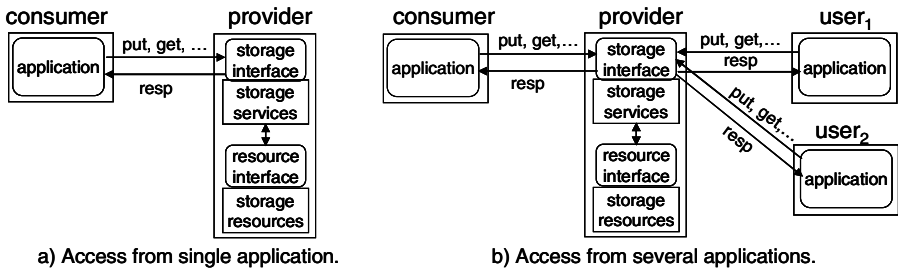 consumer
provider
application
put, get, …
resp
storage
interface
storage
services
resource
interface
storage
resources
a) Access from single application.
consumer
provider
user1
application
put, get,…
resp
storage
interface
storage
services
resource
interface
storage
resources
put, get,…
resp
application
put, get,…
resp
user2
application
b) Access from several applications.